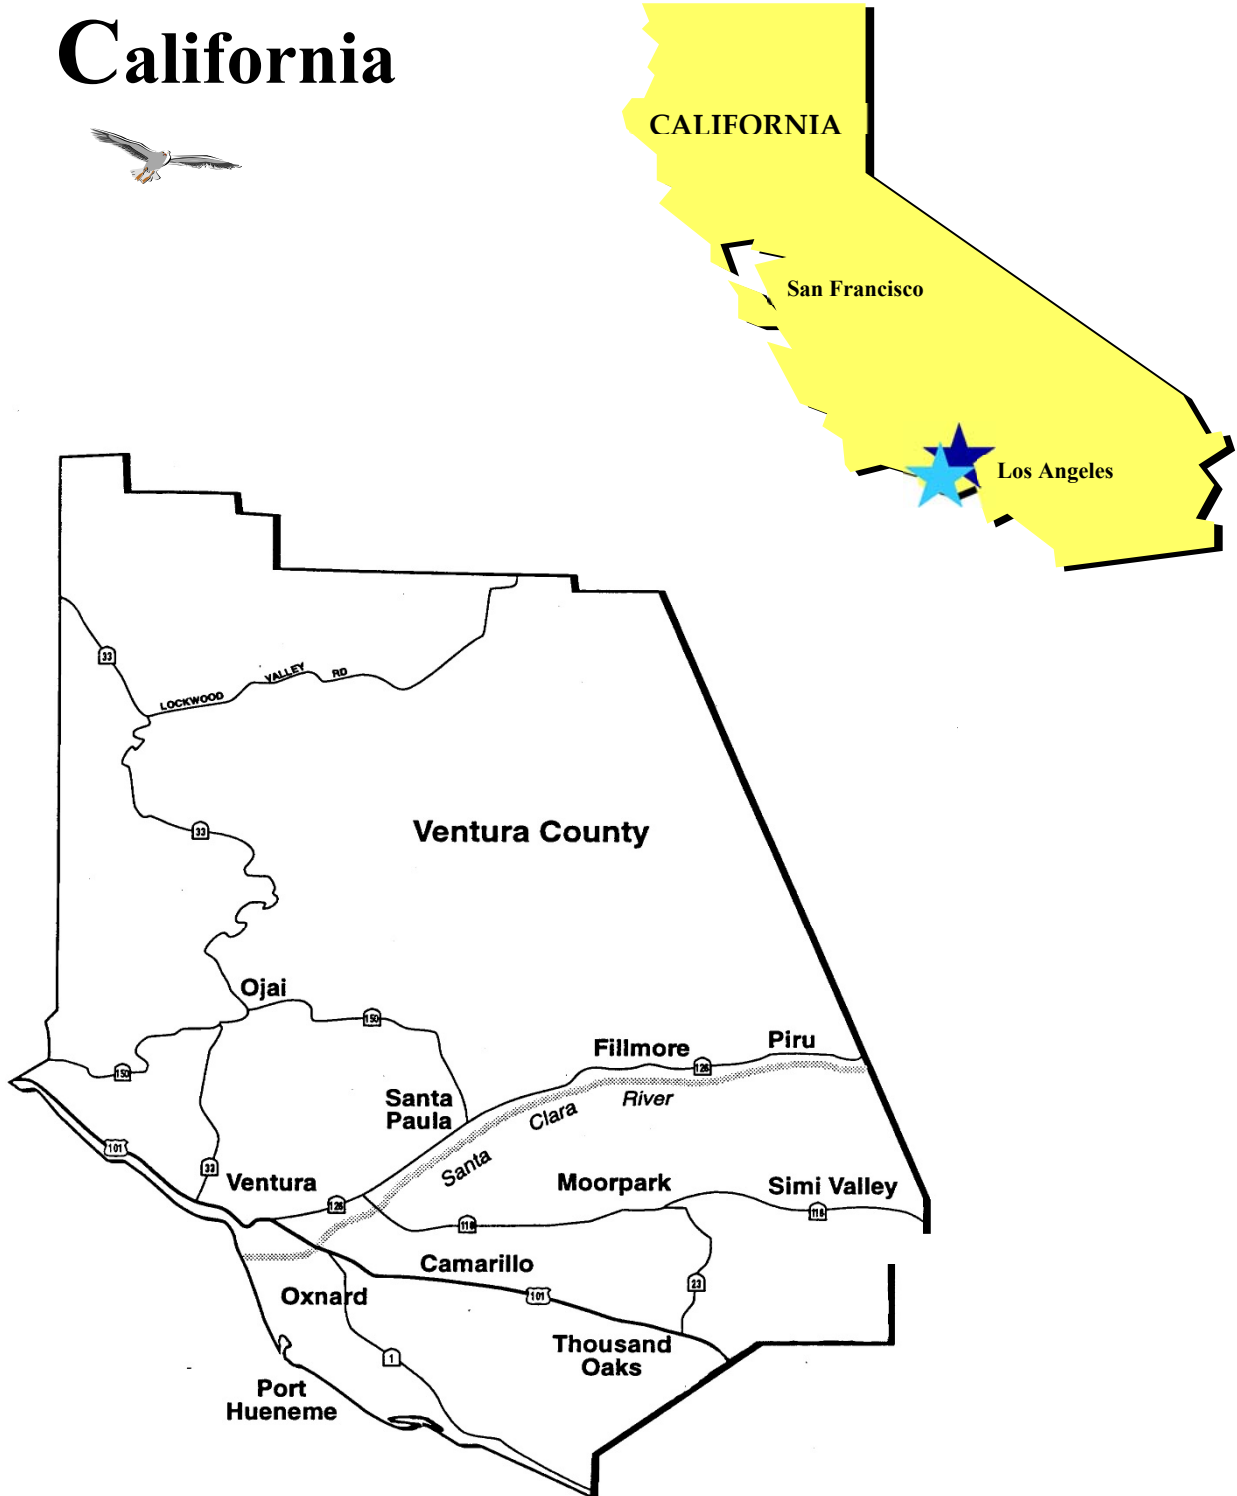 California
CALIFORNIA
San Francisco
Los Angeles
33
LOCKWOOD VALLEY RD
33
Ventura County
Ojai
150
150
Fillmore
Piru
126
Santa
Paula
Santa Clara River
101
33
Ventura
126
Moorpark
Simi Valley
118
118
Camarillo
23
Oxnard
101
Thousand
Oaks
1
Port
Hueneme